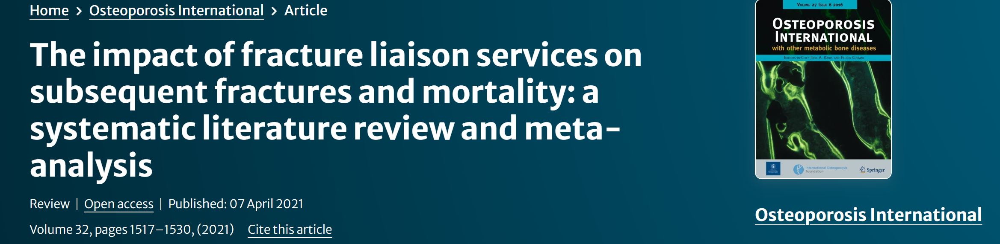 Home > Osteoporosis International > Article
The impact of fracture liaison services on
subsequent fractures and mortality: a
systematic literature review and meta-
analysis
Review | Open access | Published: 07 April 2021
Volume 32, pages 1517–1530, (2021) Cite this article
VOLUME 27 ISSUE 6 2016
OSTEOPOROSIS
INTERNATIONAL
with other metabolic bone diseases
EDITORS-IN-CHIEF JOHN A. KANIS AND FELICIA COSMAN
International Osteoporosis
Foundation
Springer
Osteoporosis International